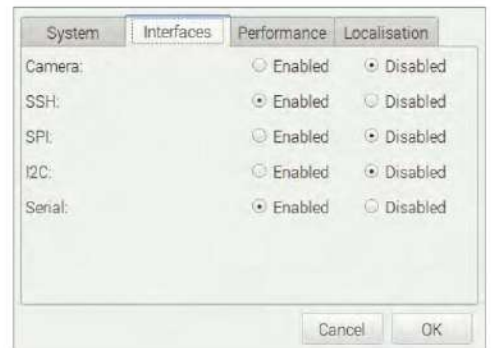 System Interfaces Performance Localisation
Camera: Enabled Disabled
SSH: Enabled Disabled
SPI: Enabled Disabled
I2C: Enabled Disabled
Serial: Enabled Disabled
Cancel OK